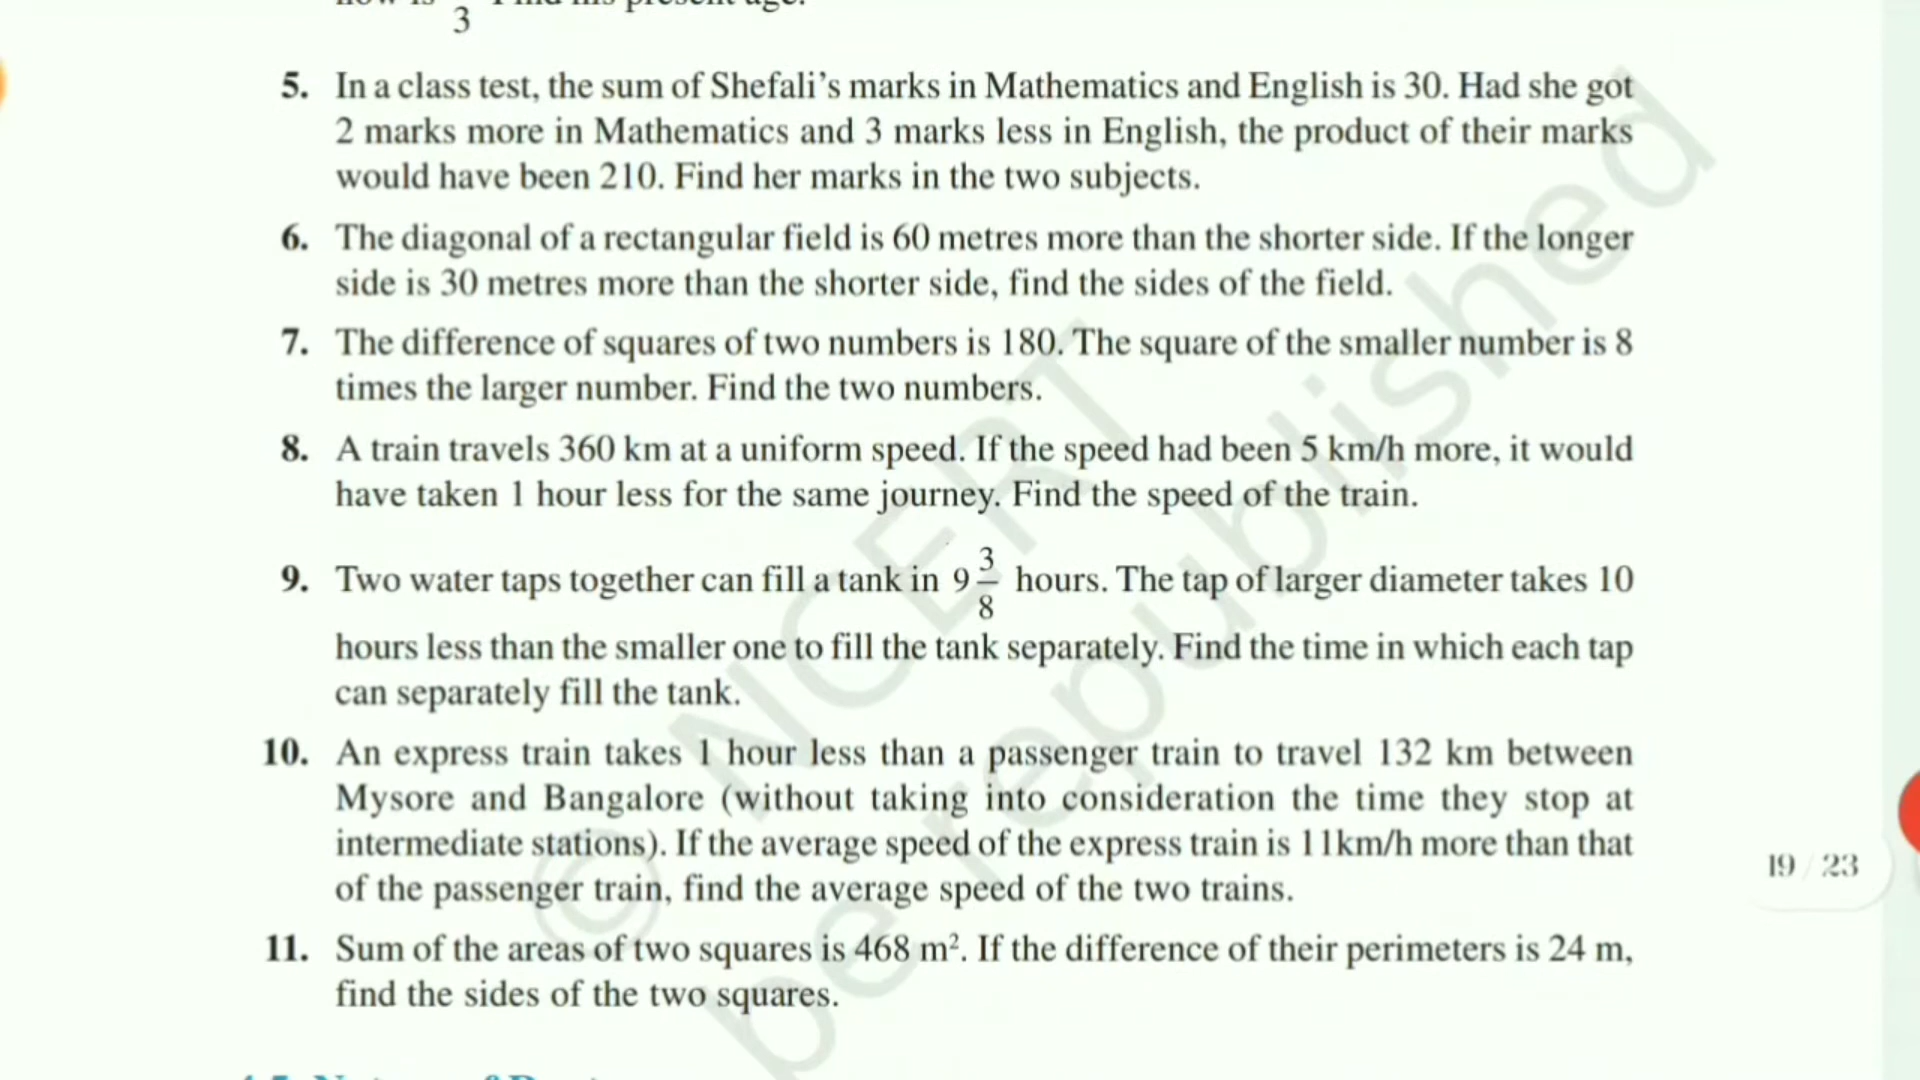 3
5. In a class test, the sum of Shefali's marks in Mathematics and English is 30. Had she got
2 marks more in Mathematics and 3 marks less in English, the product of their marks
would have been 210. Find her marks in the two subjects.
6. The diagonal of a rectangular field is 60 metres more than the shorter side. If the longer
side is 30 metres more than the shorter side, find the sides of the field.
7. The difference of squares of two numbers is 180. The square of the smaller number is 8
times the larger number. Find the two numbers.
8. A train travels 360 km at a uniform speed. If the speed had been 5 km/h more, it would
have taken 1 hour less for the same journey. Find the speed of the train.
9. Two water taps together can fill a tank in 9 3/8 hours. The tap of larger diameter takes 10
hours less than the smaller one to fill the tank separately. Find the time in which each tap
can separately fill the tank.
10. An express train takes 1 hour less than a passenger train to travel 132 km between
Mysore and Bangalore (without taking into consideration the time they stop at
intermediate stations). If the average speed of the express train is 11km/h more than that
of the passenger train, find the average speed of the two trains.
11. Sum of the areas of two squares is 468 m². If the difference of their perimeters is 24 m,
find the sides of the two squares.
19 / 23
© NCERT
be republished